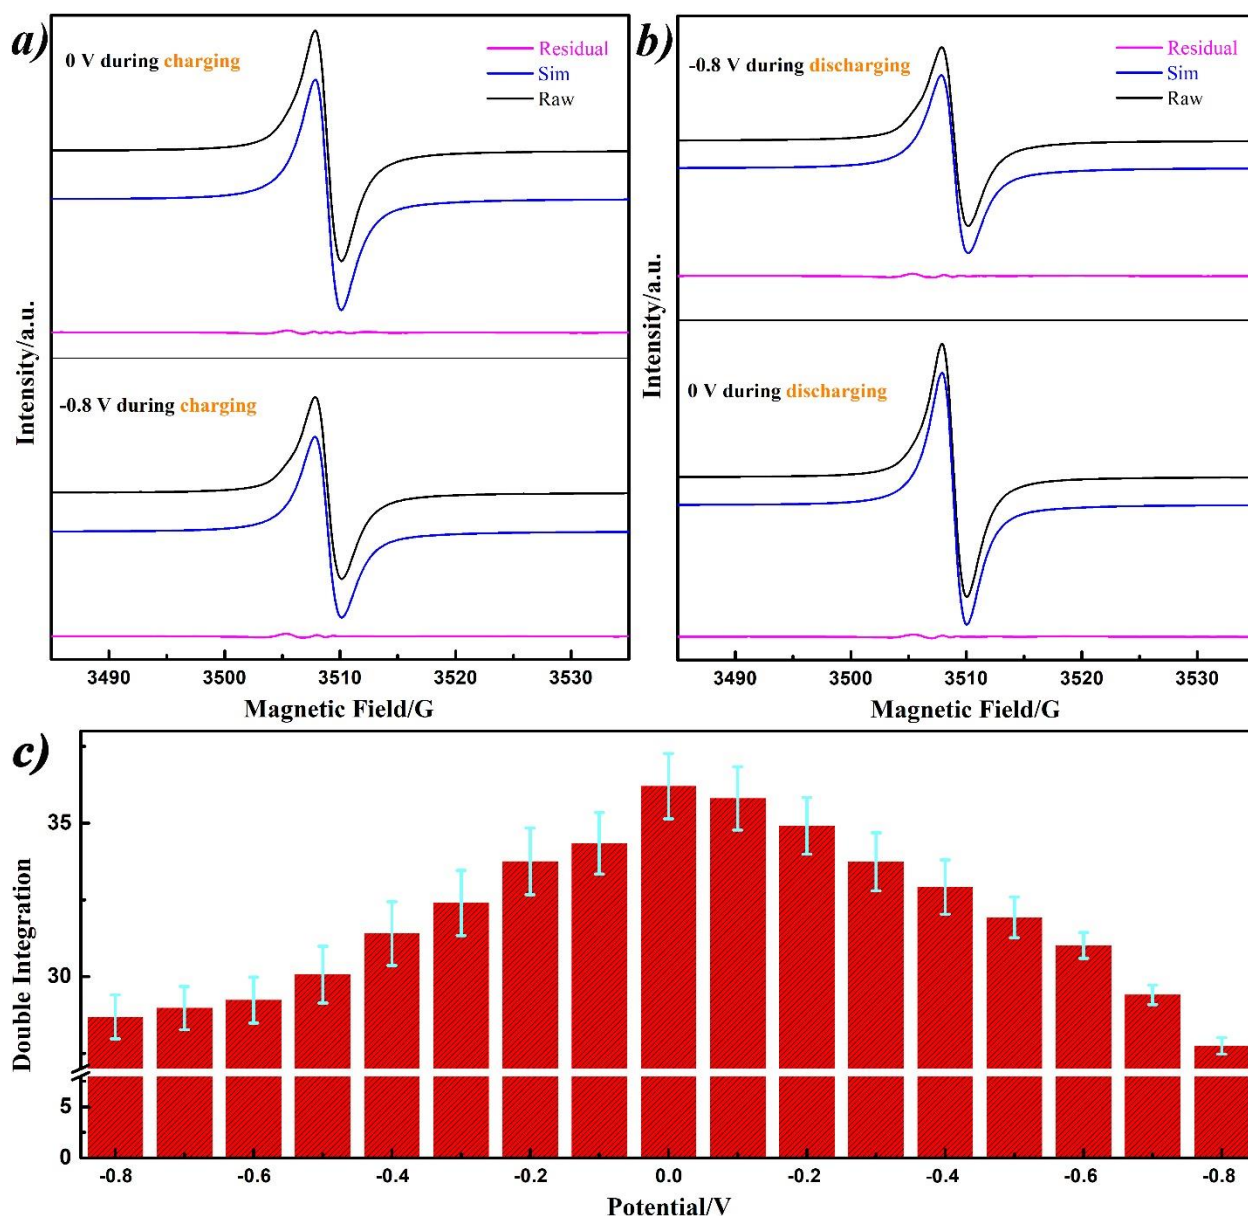 a)
0 V during charging
Residual
Sim
Raw
-0.8 V during charging
Intensity/a.u.
3490 3500 3510 3520 3530
Magnetic Field/G
b)
-0.8 V during discharging
Residual
Sim
Raw
0 V during discharging
Intensity/a.u.
3490 3500 3510 3520 3530
Magnetic Field/G
c)
Double Integration
35
30
5
0
-0.8 -0.6 -0.4 -0.2 0.0 -0.2 -0.4 -0.6 -0.8
Potential/V